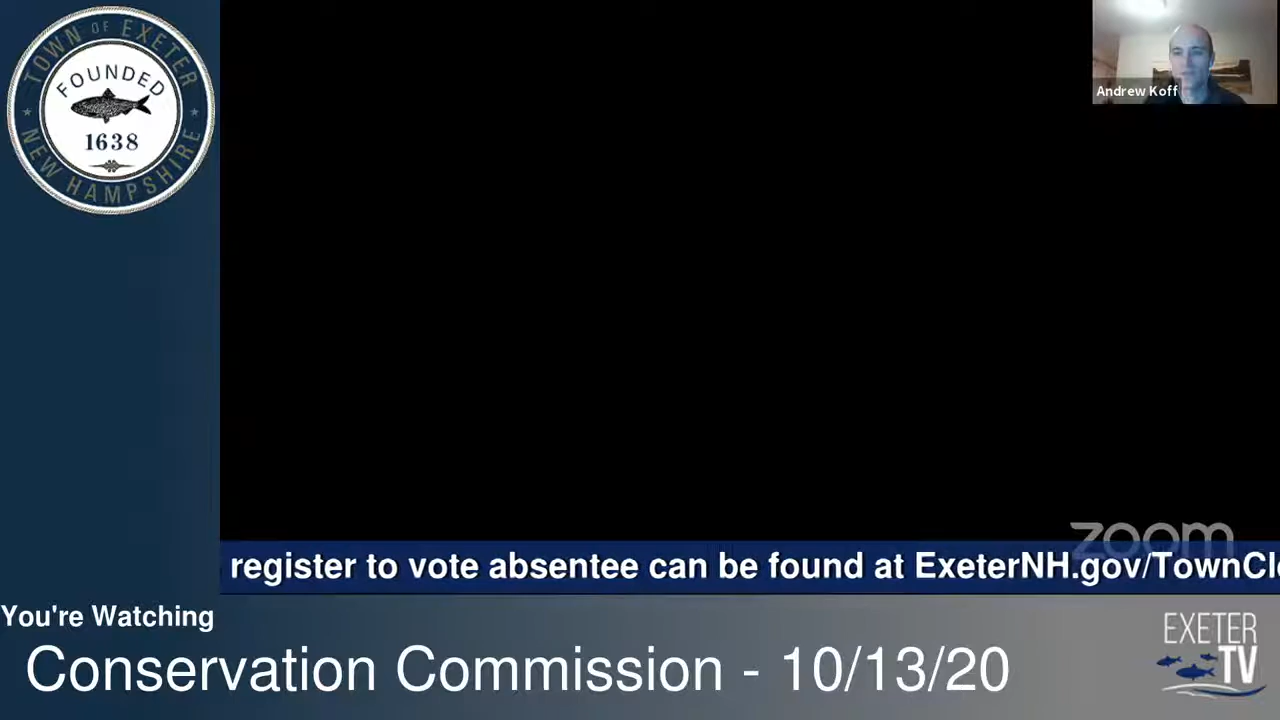 TOWN OF EXETER
FOUNDED
1638
NEW HAMPSHIRE
Andrew Koff
zoom
register to vote absentee can be found at ExeterNH.gov/TownCle
You're Watching
Conservation Commission - 10/13/20
EXETER
TV